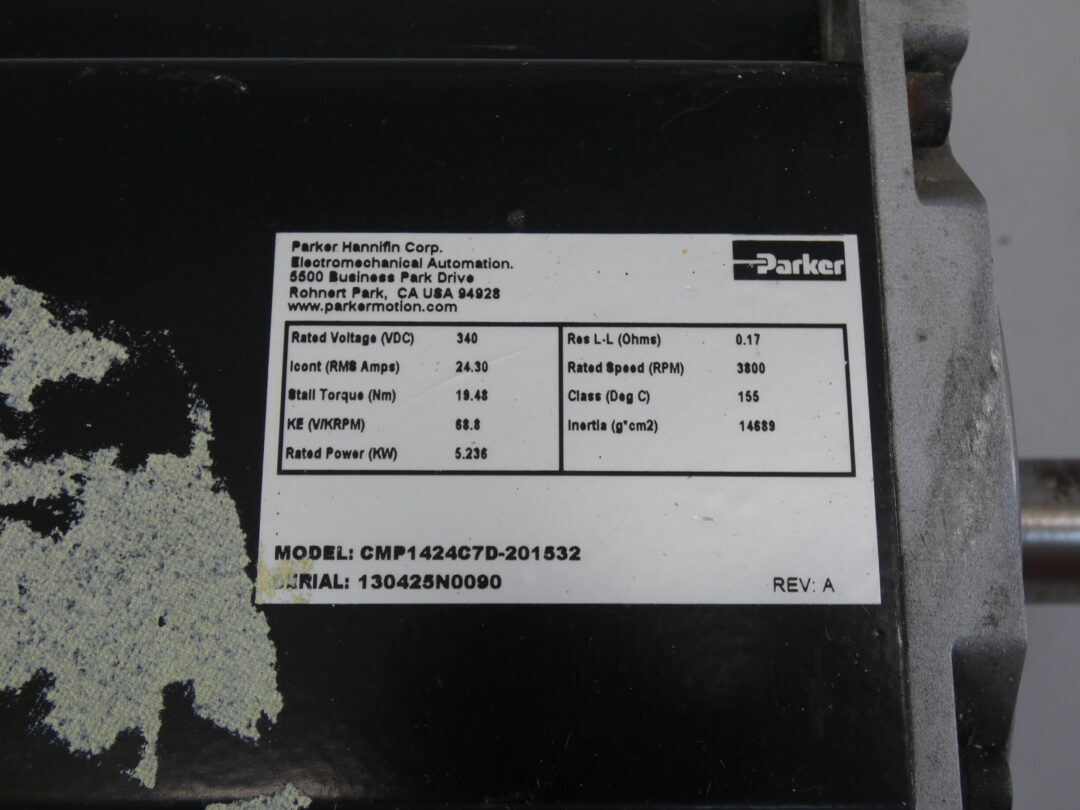 Parker Hannifin Corp.
Electromechanical Automation.
5500 Business Park Drive
Rohnert Park, CA USA 94928
www.parkermotion.com
Parker
Rated Voltage (VDC) 340
Icont (RMS Amps) 24.30
Stall Torque (Nm) 19.48
KE (V/KRPM) 68.8
Rated Power (KW) 5.236
Res L-L (Ohms) 0.17
Rated Speed (RPM) 3800
Class (Deg C) 155
Inertia (g*cm2) 14689
MODEL: CMP1424C7D-201532
SERIAL: 130425N0090
REV: A